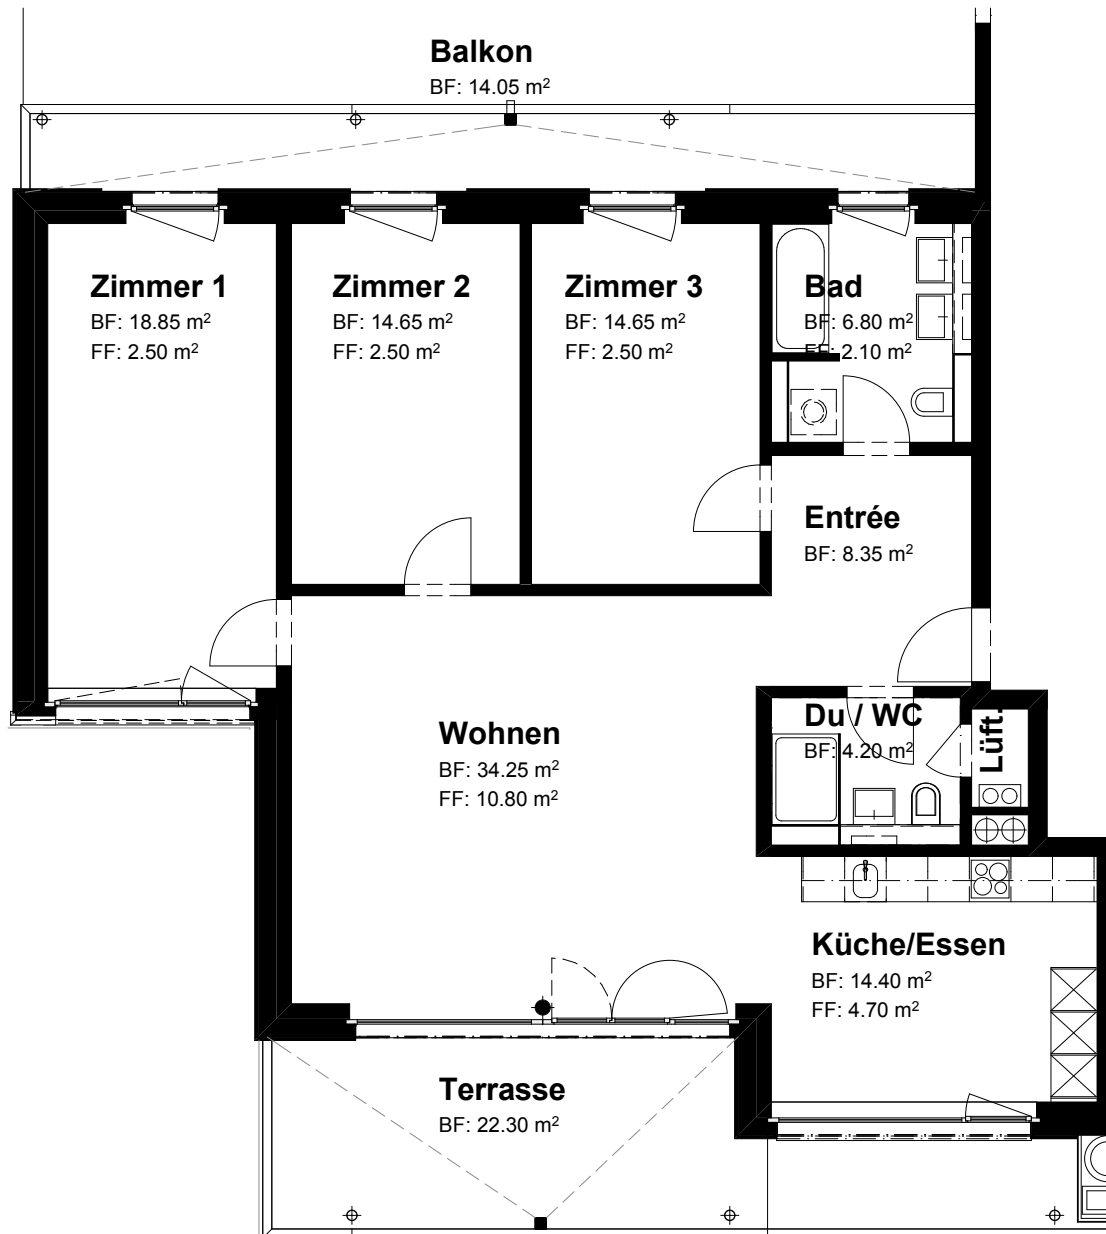 Balkon
BF: 14.05 m²
Zimmer 1
BF: 18.85 m²
FF: 2.50 m²
Zimmer 2
BF: 14.65 m²
FF: 2.50 m²
Zimmer 3
BF: 14.65 m²
FF: 2.50 m²
Bad
BF: 6.80 m²
FF: 2.10 m²
Entrée
BF: 8.35 m²
Wohnen
BF: 34.25 m²
FF: 10.80 m²
Du / WC
BF: 4.20 m²
Lüft.
Küche/Essen
BF: 14.40 m²
FF: 4.70 m²
Terrasse
BF: 22.30 m²